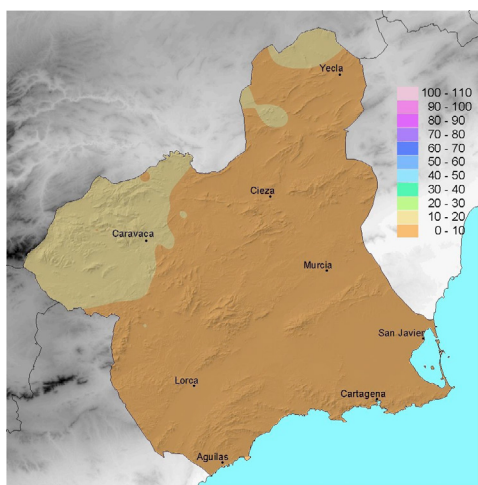 Yecla
100 - 110
90 - 100
80 - 90
70 - 80
60 - 70
50 - 60
40 - 50
30 - 40
20 - 30
10 - 20
0 - 10
Cieza
Caravaca
Murcia
San Javier
Lorca
Cartagena
Aguilas